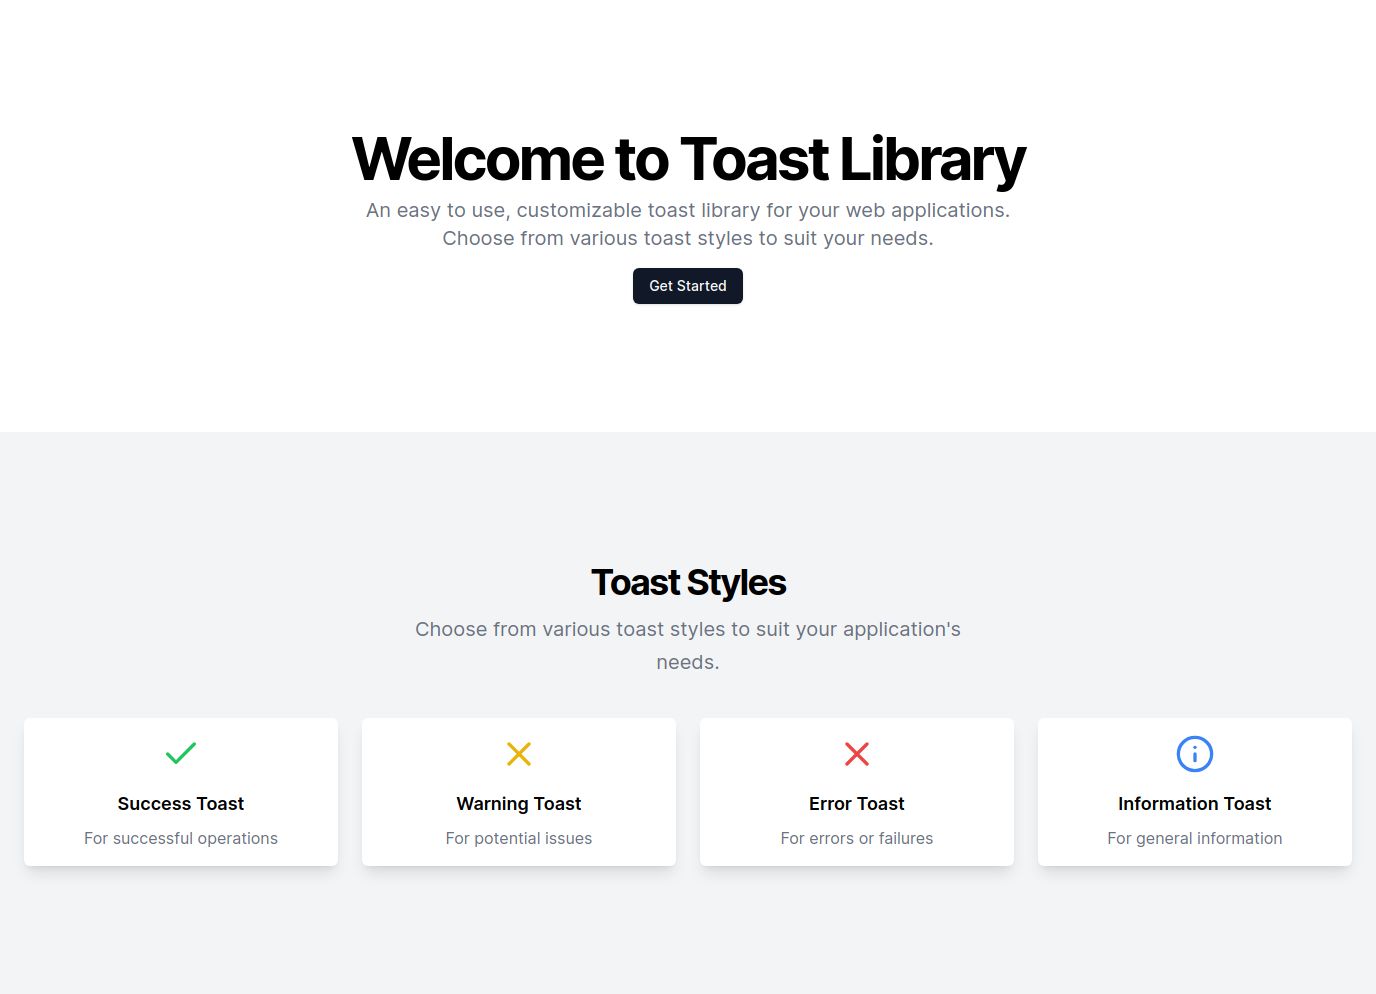 Welcome to Toast Library
An easy to use, customizable toast library for your web applications.
Choose from various toast styles to suit your needs.
Get Started
Toast Styles
Choose from various toast styles to suit your application's
needs.
Success Toast
For successful operations
Warning Toast
For potential issues
Error Toast
For errors or failures
Information Toast
For general information